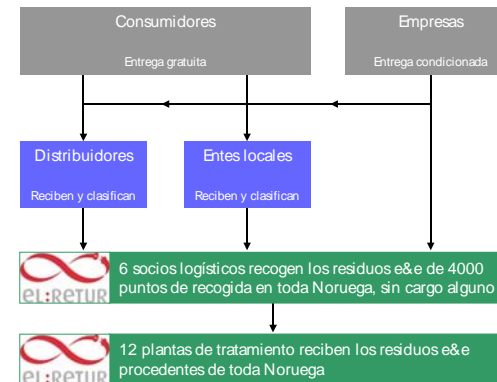 Consumidores
Entrega gratuita
Empresas
Entrega condicionada
Distribuidores
Reciben y clasifican
Entes locales
Reciben y clasifican
eL:ReTUR
6 socios logísticos recogen los residuos e&e de 4000
puntos de recogida en toda Noruega, sin cargo alguno
eL:ReTUR
12 plantas de tratamiento reciben los residuos e&e
procedentes de toda Noruega